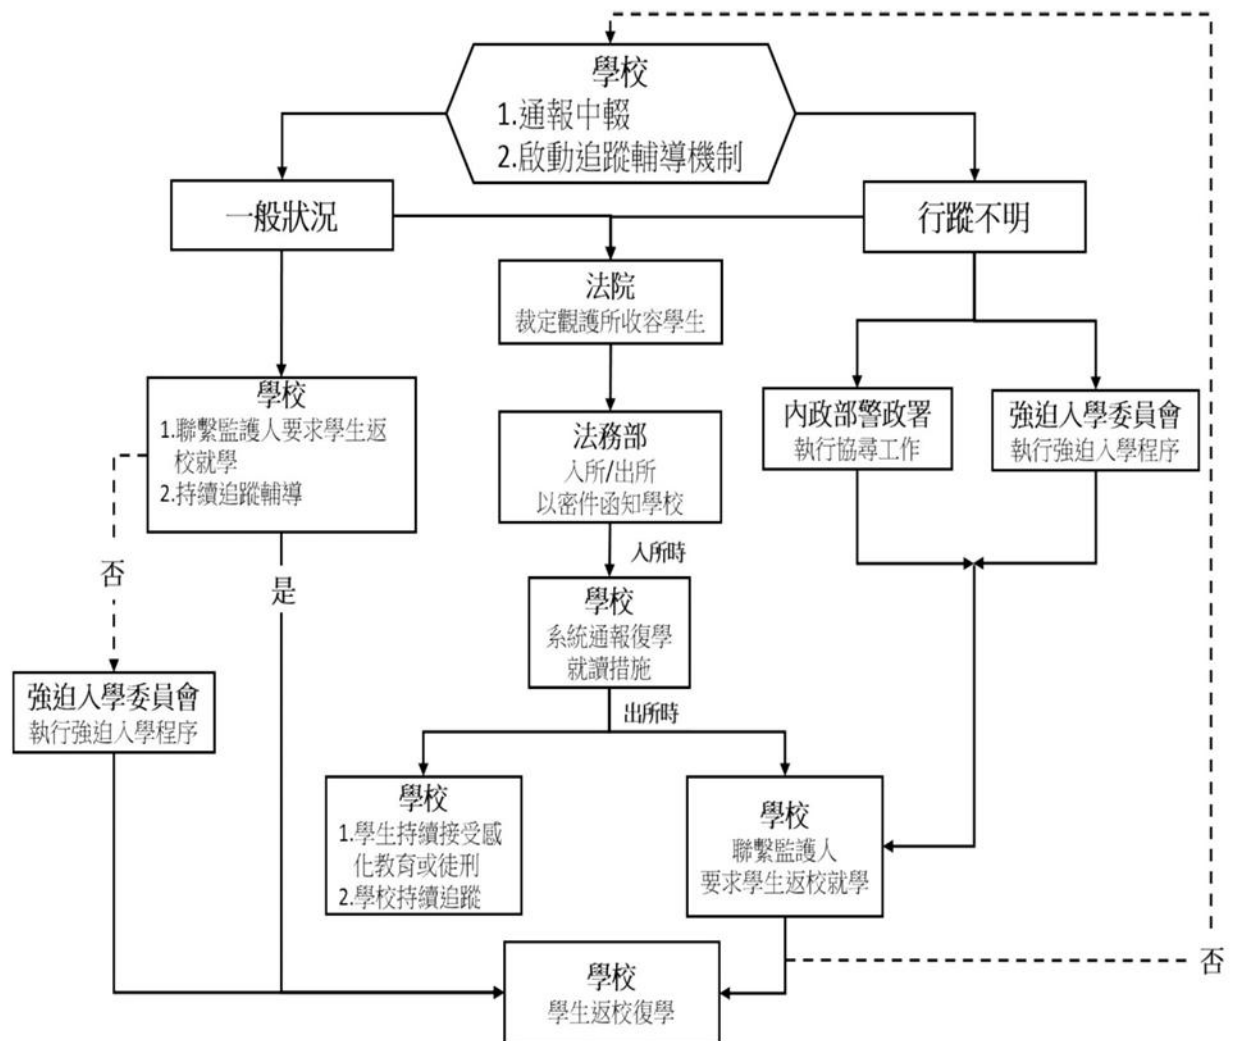 學校
1.通報中輟
2.啟動追蹤輔導機制
一般狀況
行蹤不明
法院
裁定觀護所收容學生
學校
1.聯繫監護人要求學生返
校就學
2.持續追蹤輔導
法務部
入所/出所
以密件函知學校
內政部警政署
執行協尋工作
強迫入學委員會
執行強迫入學程序
入所時
否
是
學校
系統通報復學
就讀措施
強迫入學委員會
執行強迫入學程序
出所時
學校
1.學生持續接受感
化教育或徒刑
2.學校持續追蹤
學校
聯繫監護人
要求學生返校就學
否
學校
學生返校復學